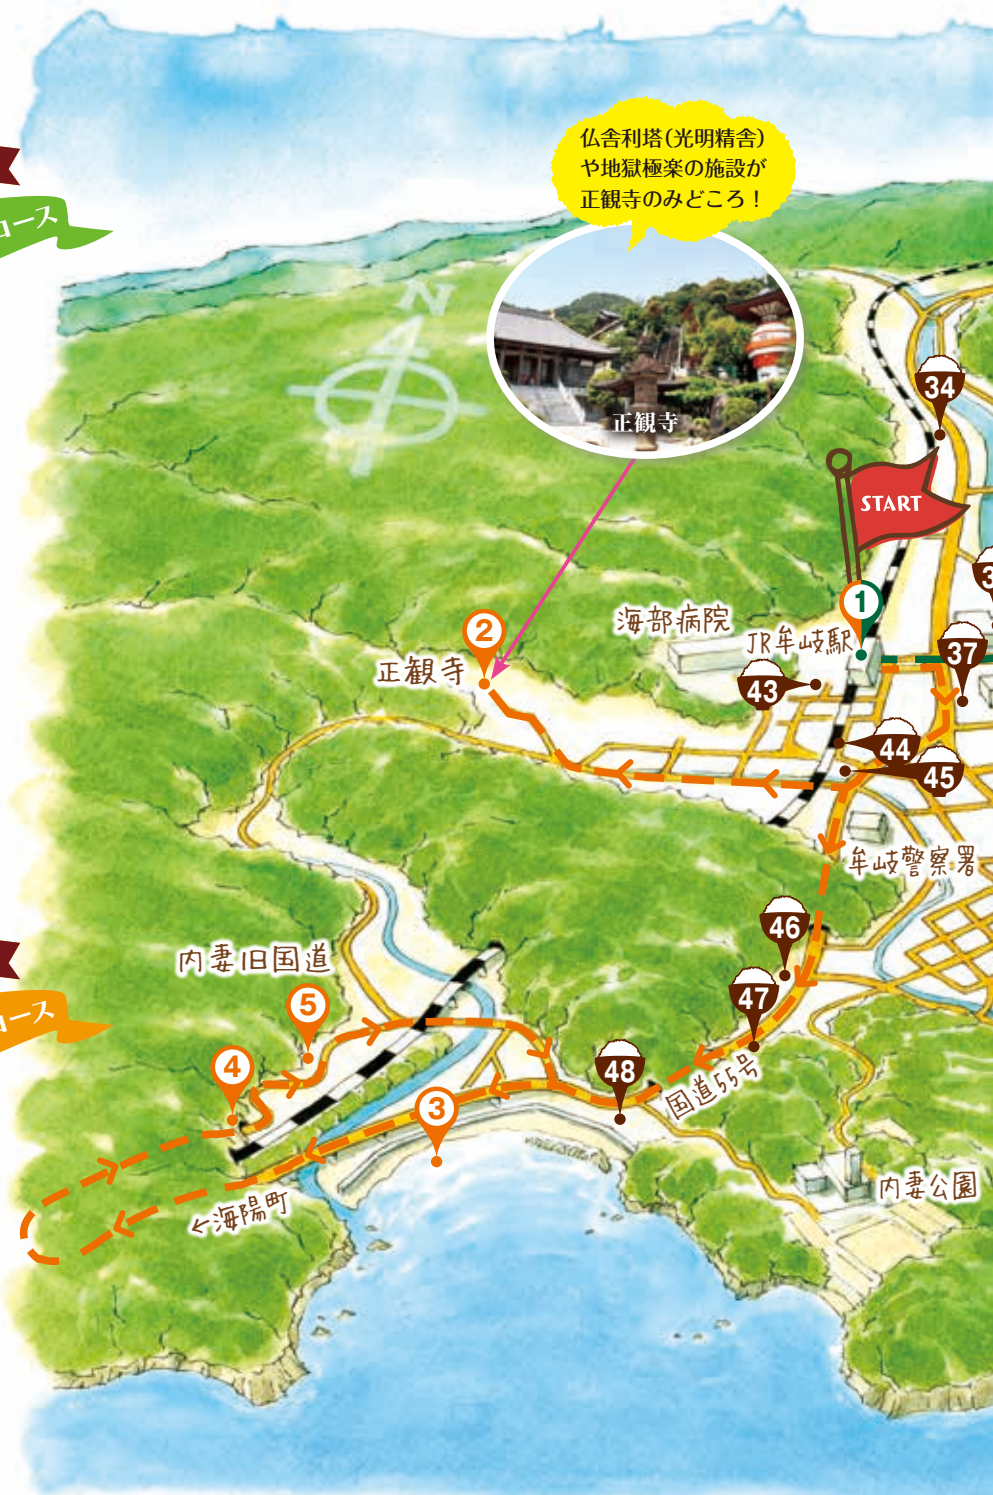 コース
仏舎利塔(光明精舎)
や地獄極楽の施設が
正観寺のみどころ！
N
正観寺
34
START
1
海部病院
JR牟岐駅
2
正観寺
37
43
44
45
牟岐警察署
46
内妻旧国道
5
47
48
国道55号
4
3
内妻公園
←海陽町
コース